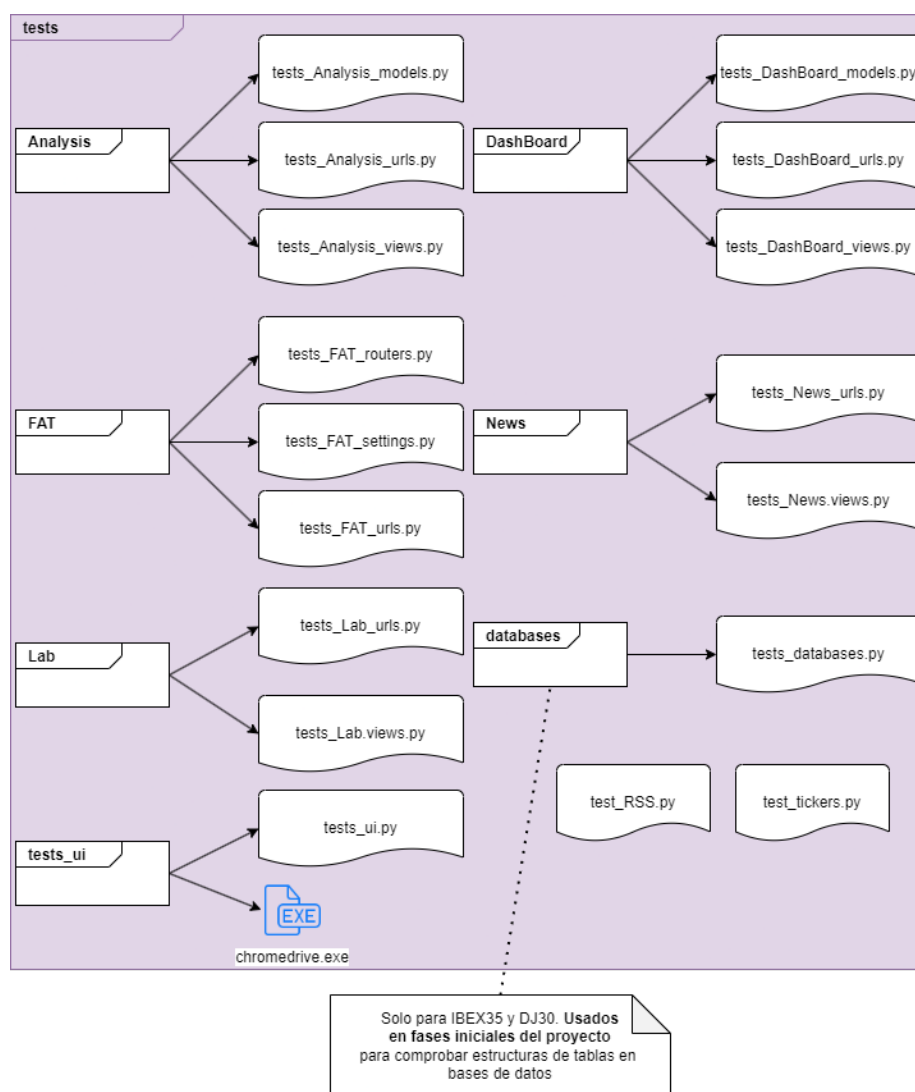 tests
Analysis
tests_Analysis_models.py
tests_Analysis_urls.py
tests_Analysis_views.py
DashBoard
tests_DashBoard_models.py
tests_DashBoard_urls.py
tests_DashBoard_views.py
FAT
tests_FAT_routers.py
tests_FAT_settings.py
tests_FAT_urls.py
News
tests_News_urls.py
tests_News.views.py
Lab
tests_Lab_urls.py
tests_Lab.views.py
databases
tests_databases.py
test_RSS.py
test_tickers.py
tests_ui
tests_ui.py
EXE
chromedrive.exe
Solo para IBEX35 y DJ30. Usados
en fases iniciales del proyecto
para comprobar estructuras de tablas en
bases de datos